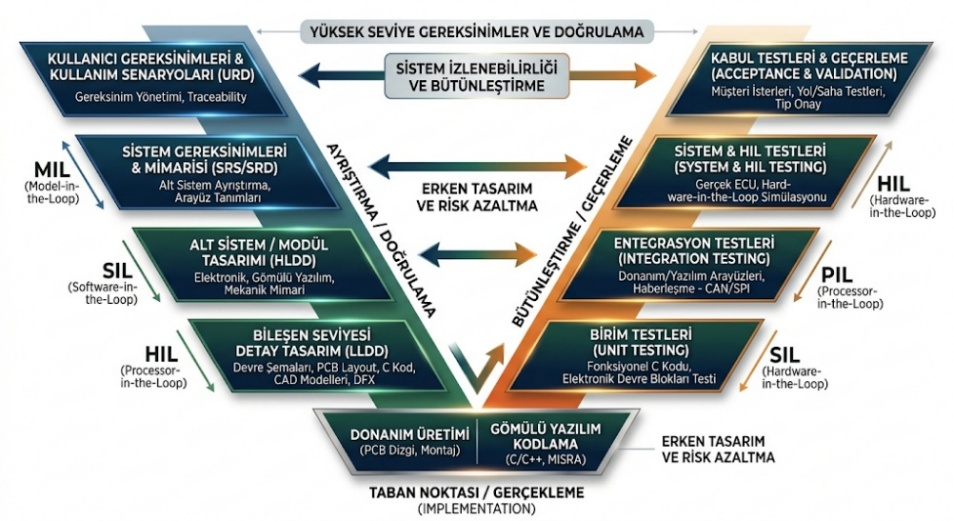 YÜKSEK SEVİYE GEREKSİNİMLER VE DOĞRULAMA
KULLANICI GEREKSİNİMLERİ &
KULLANIM SENARYOLARI (URD)
Gereksinim Yönetimi, Traceability
SİSTEM İZLENEBİLİRLİĞİ
VE BÜTÜNLEŞTİRME
KABUL TESTLERİ & GEÇERLEME
(ACCEPTANCE & VALIDATION)
Müşteri İsterleri, Yol/Saha Testleri,
Tip Onay
MIL
(Model-in-
the-Loop)
SİSTEM GEREKSİNİMLERİ
& MİMARİSİ (SRS/SRD)
Alt Sistem Ayrıştırma,
Arayüz Tanımları
AYRIŞTIRMA / DOĞRULAMA
ERKEN TASARIM
VE RİSK AZALTMA
BÜTÜNLEŞTİRME / GEÇERLEME
SİSTEM & HIL TESTLERİ
(SYSTEM & HIL TESTING)
Gerçek ECU, Hard-
ware-in-the-Loop Simülasyonu
HIL
(Hardware-
in-the-Loop)
SIL
(Software-in-
the-Loop)
ALT SİSTEM / MODÜL
TASARIMI (HLDD)
Elektronik, Gömülü Yazılım,
Mekanik Mimari
ENTEGRASYON TESTLERİ
(INTEGRATION TESTING)
Donanım/Yazılım Arayüzleri,
Haberleşme - CAN/SPI
PIL
(Processor-
in-the-Loop)
HIL
(Processor-
in-the-Loop)
BİLEŞEN SEVİYESİ
DETAY TASARIM (LLDD)
Devre Şemaları, PCB Layout, C Kod,
CAD Modelleri, DFX
BİRİM TESTLERİ
(UNIT TESTING)
Fonksiyonel C Kodu,
Elektronik Devre Blokları Testi
SIL
(Hardware-
in-the-Loop)
DONANIM ÜRETİMİ
(PCB Dizgi, Montaj)
GÖMÜLÜ YAZILIM
KODLAMA
(C/C++, MISRA)
ERKEN TASARIM
VE RİSK AZALTMA
TABAN NOKTASI / GERÇEKLEME
(IMPLEMENTATION)